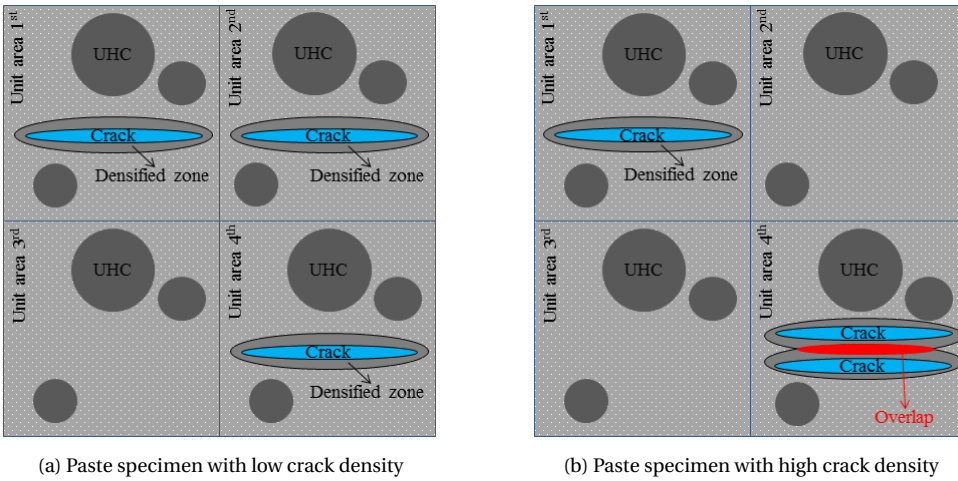 Unit area 1st
UHC
Crack
Densified zone
Unit area 2nd
UHC
Crack
Densified zone
Unit area 3rd
UHC
Unit area 4th
UHC
Crack
Densified zone
(a) Paste specimen with low crack density
Unit area 1st
UHC
Crack
Densified zone
Unit area 2nd
Unit area 3rd
UHC
Unit area 4th
Crack
Crack
Overlap
(b) Paste specimen with high crack density